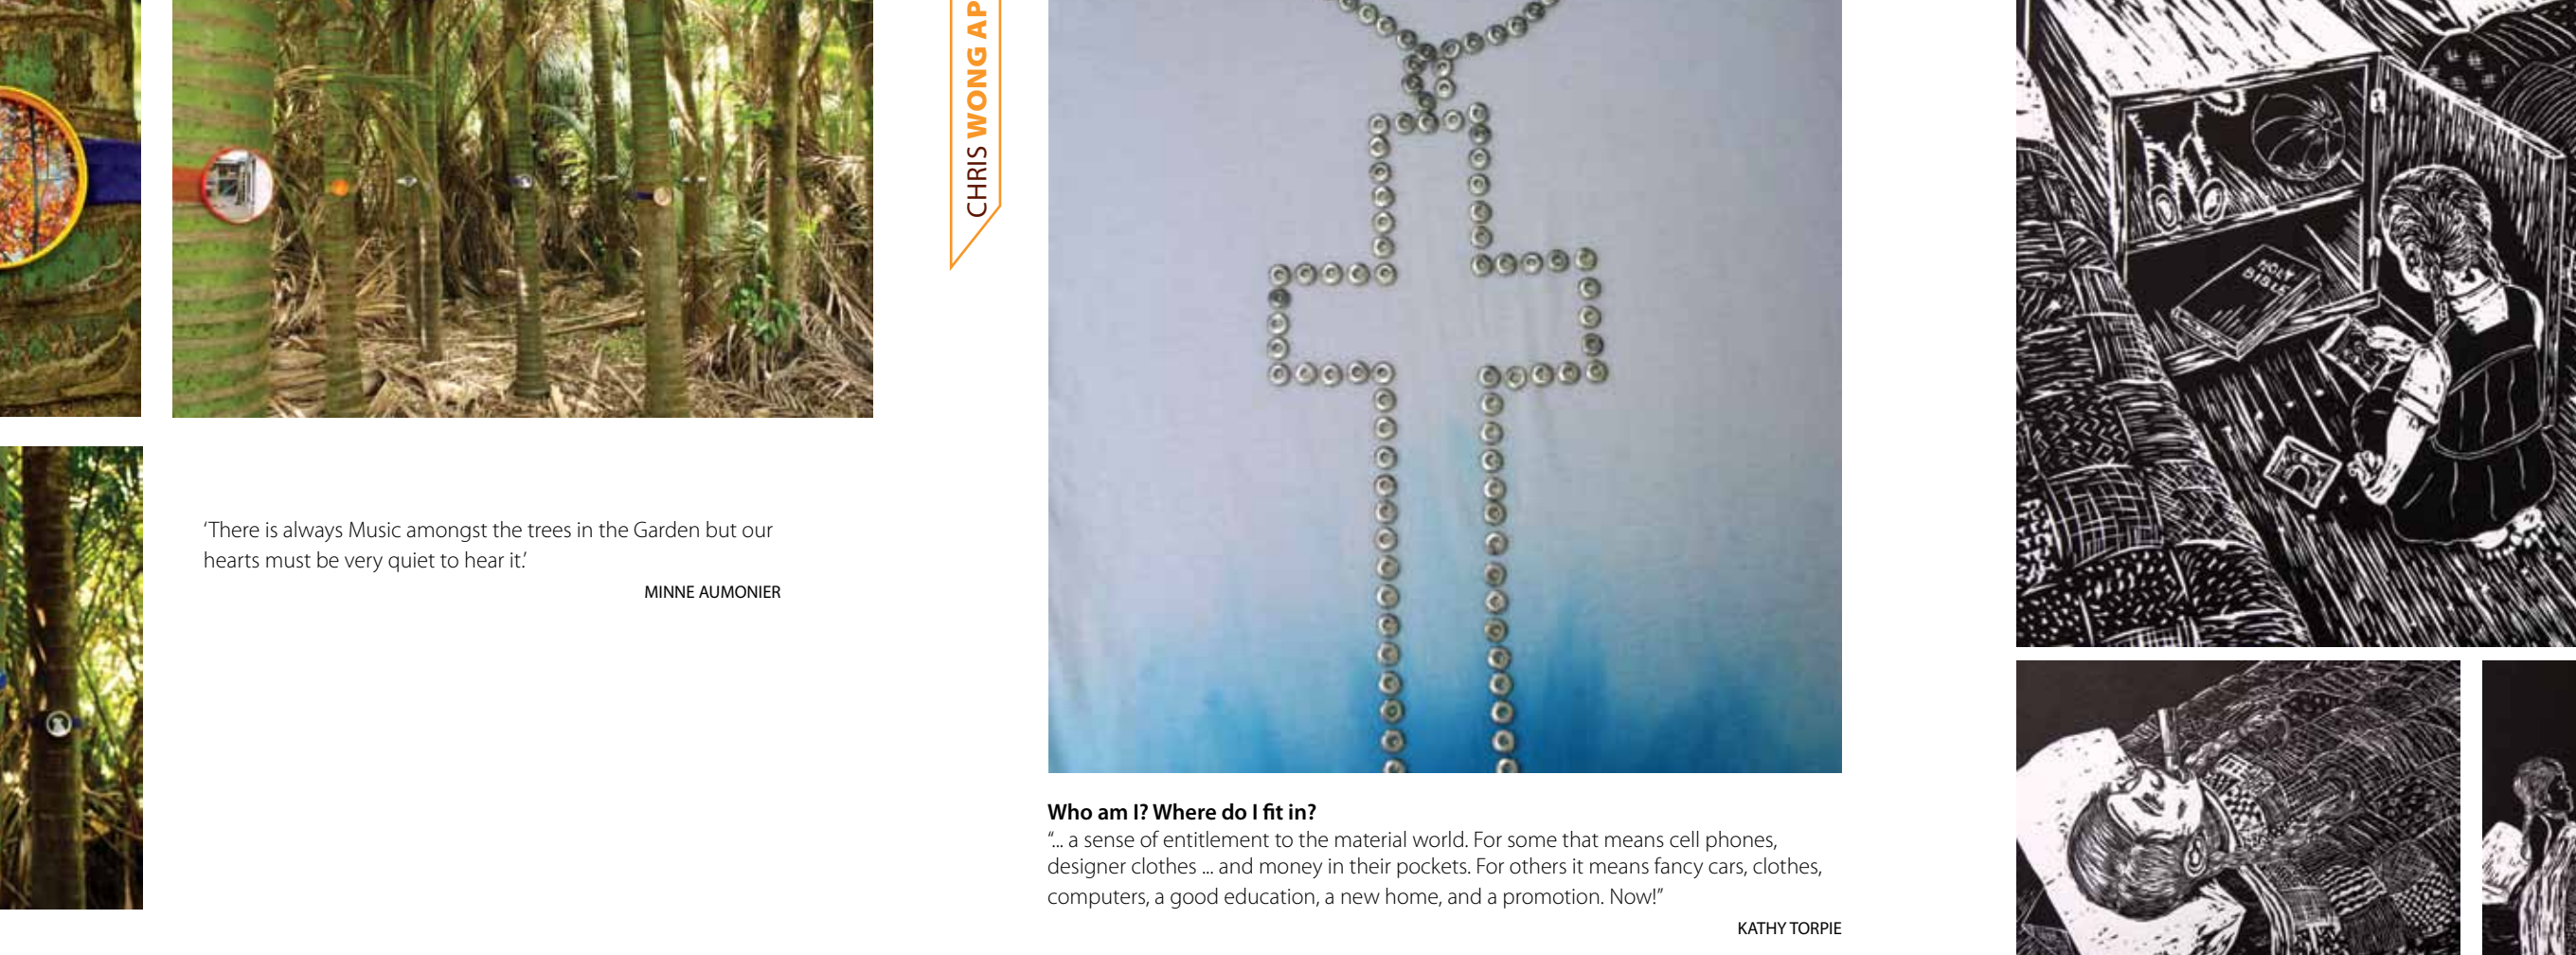 ‘There is always Music amongst the trees in the Garden but our
hearts must be very quiet to hear it.’
MINNE AUMONIER
CHRIS WONG
Who am I? Where do I fit in?
“... a sense of entitlement to the material world. For some that means cell phones,
designer clothes ... and money in their pockets. For others it means fancy cars, clothes,
computers, a good education, a new home, and a promotion. Now!”
KATHY TORPIE
HOLY
BIBLE